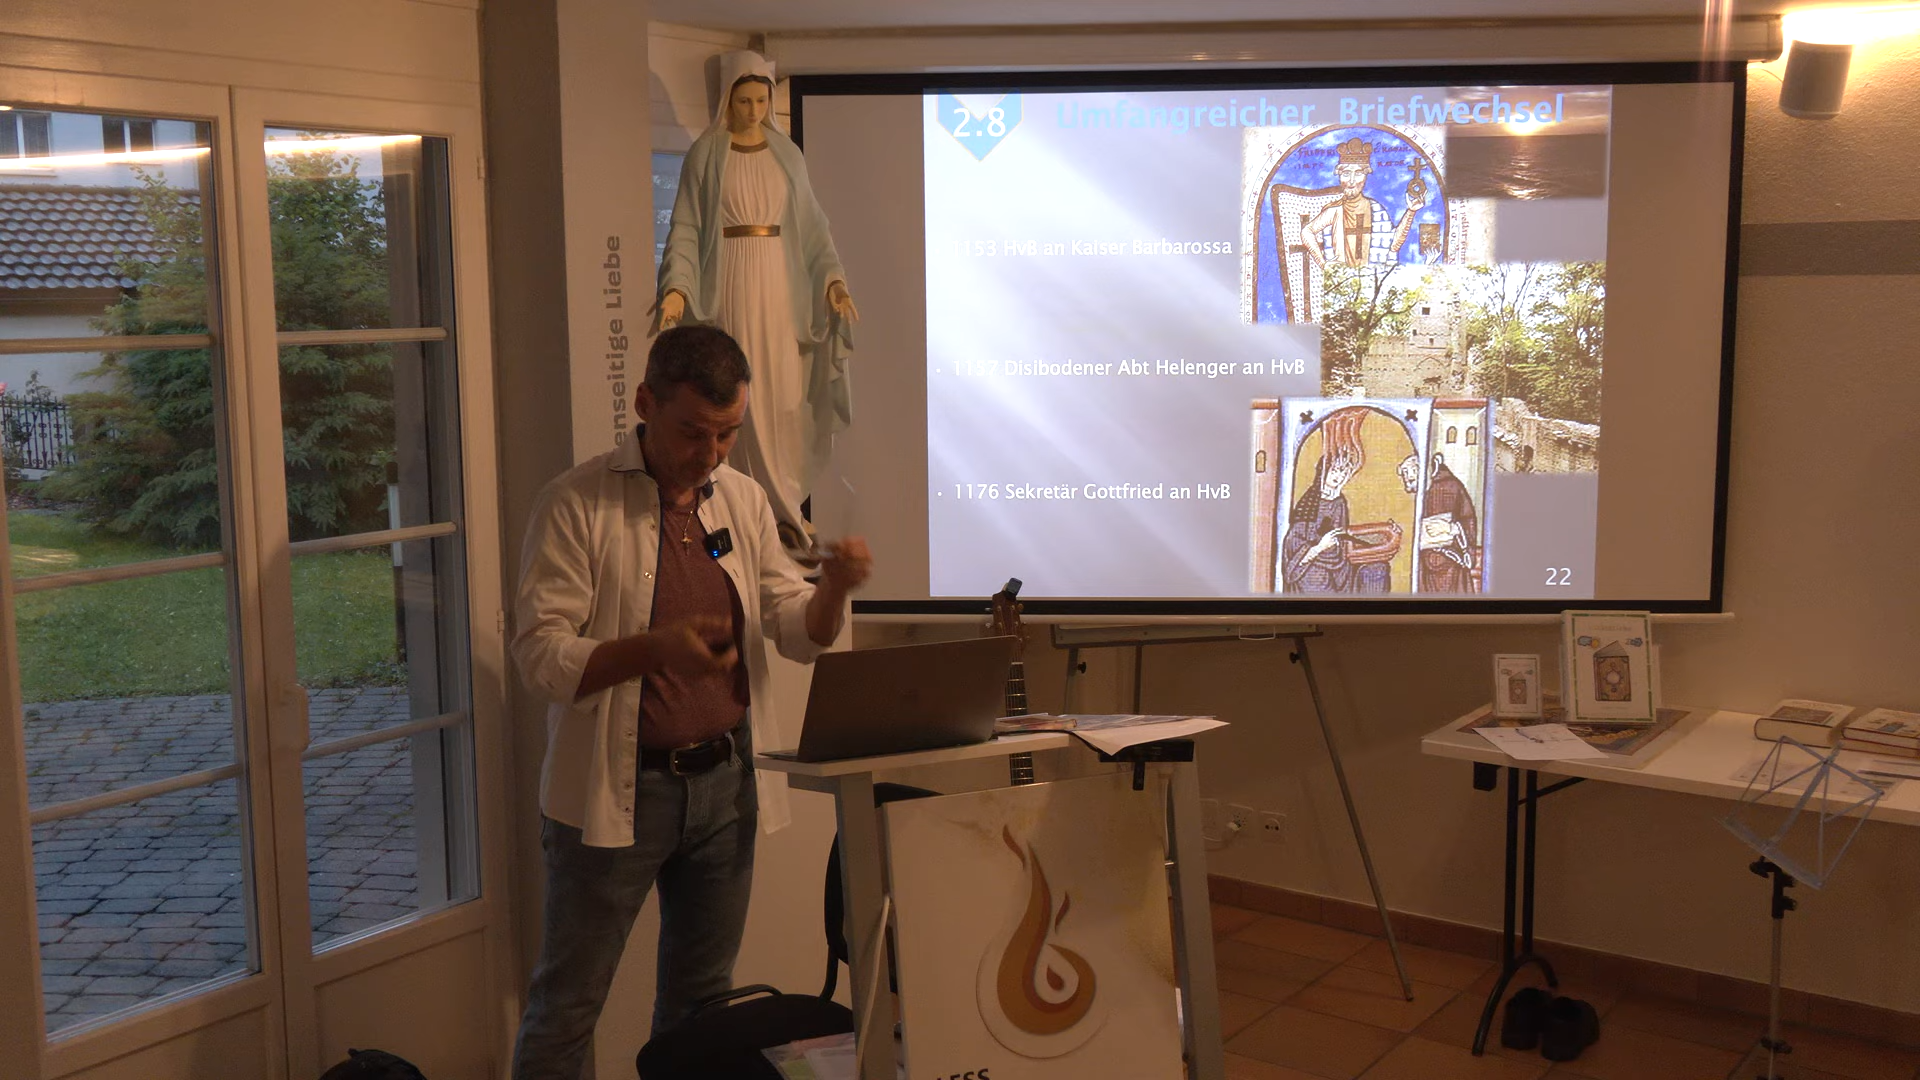 2.8 Umfangreicher Briefwechsel
1153 HvB an Kaiser Barbarossa
• 1157 Disibodener Abt Helenger an HvB
• 1176 Sekretär Gottfried an HvB
22
enseitige Liebe
LESS